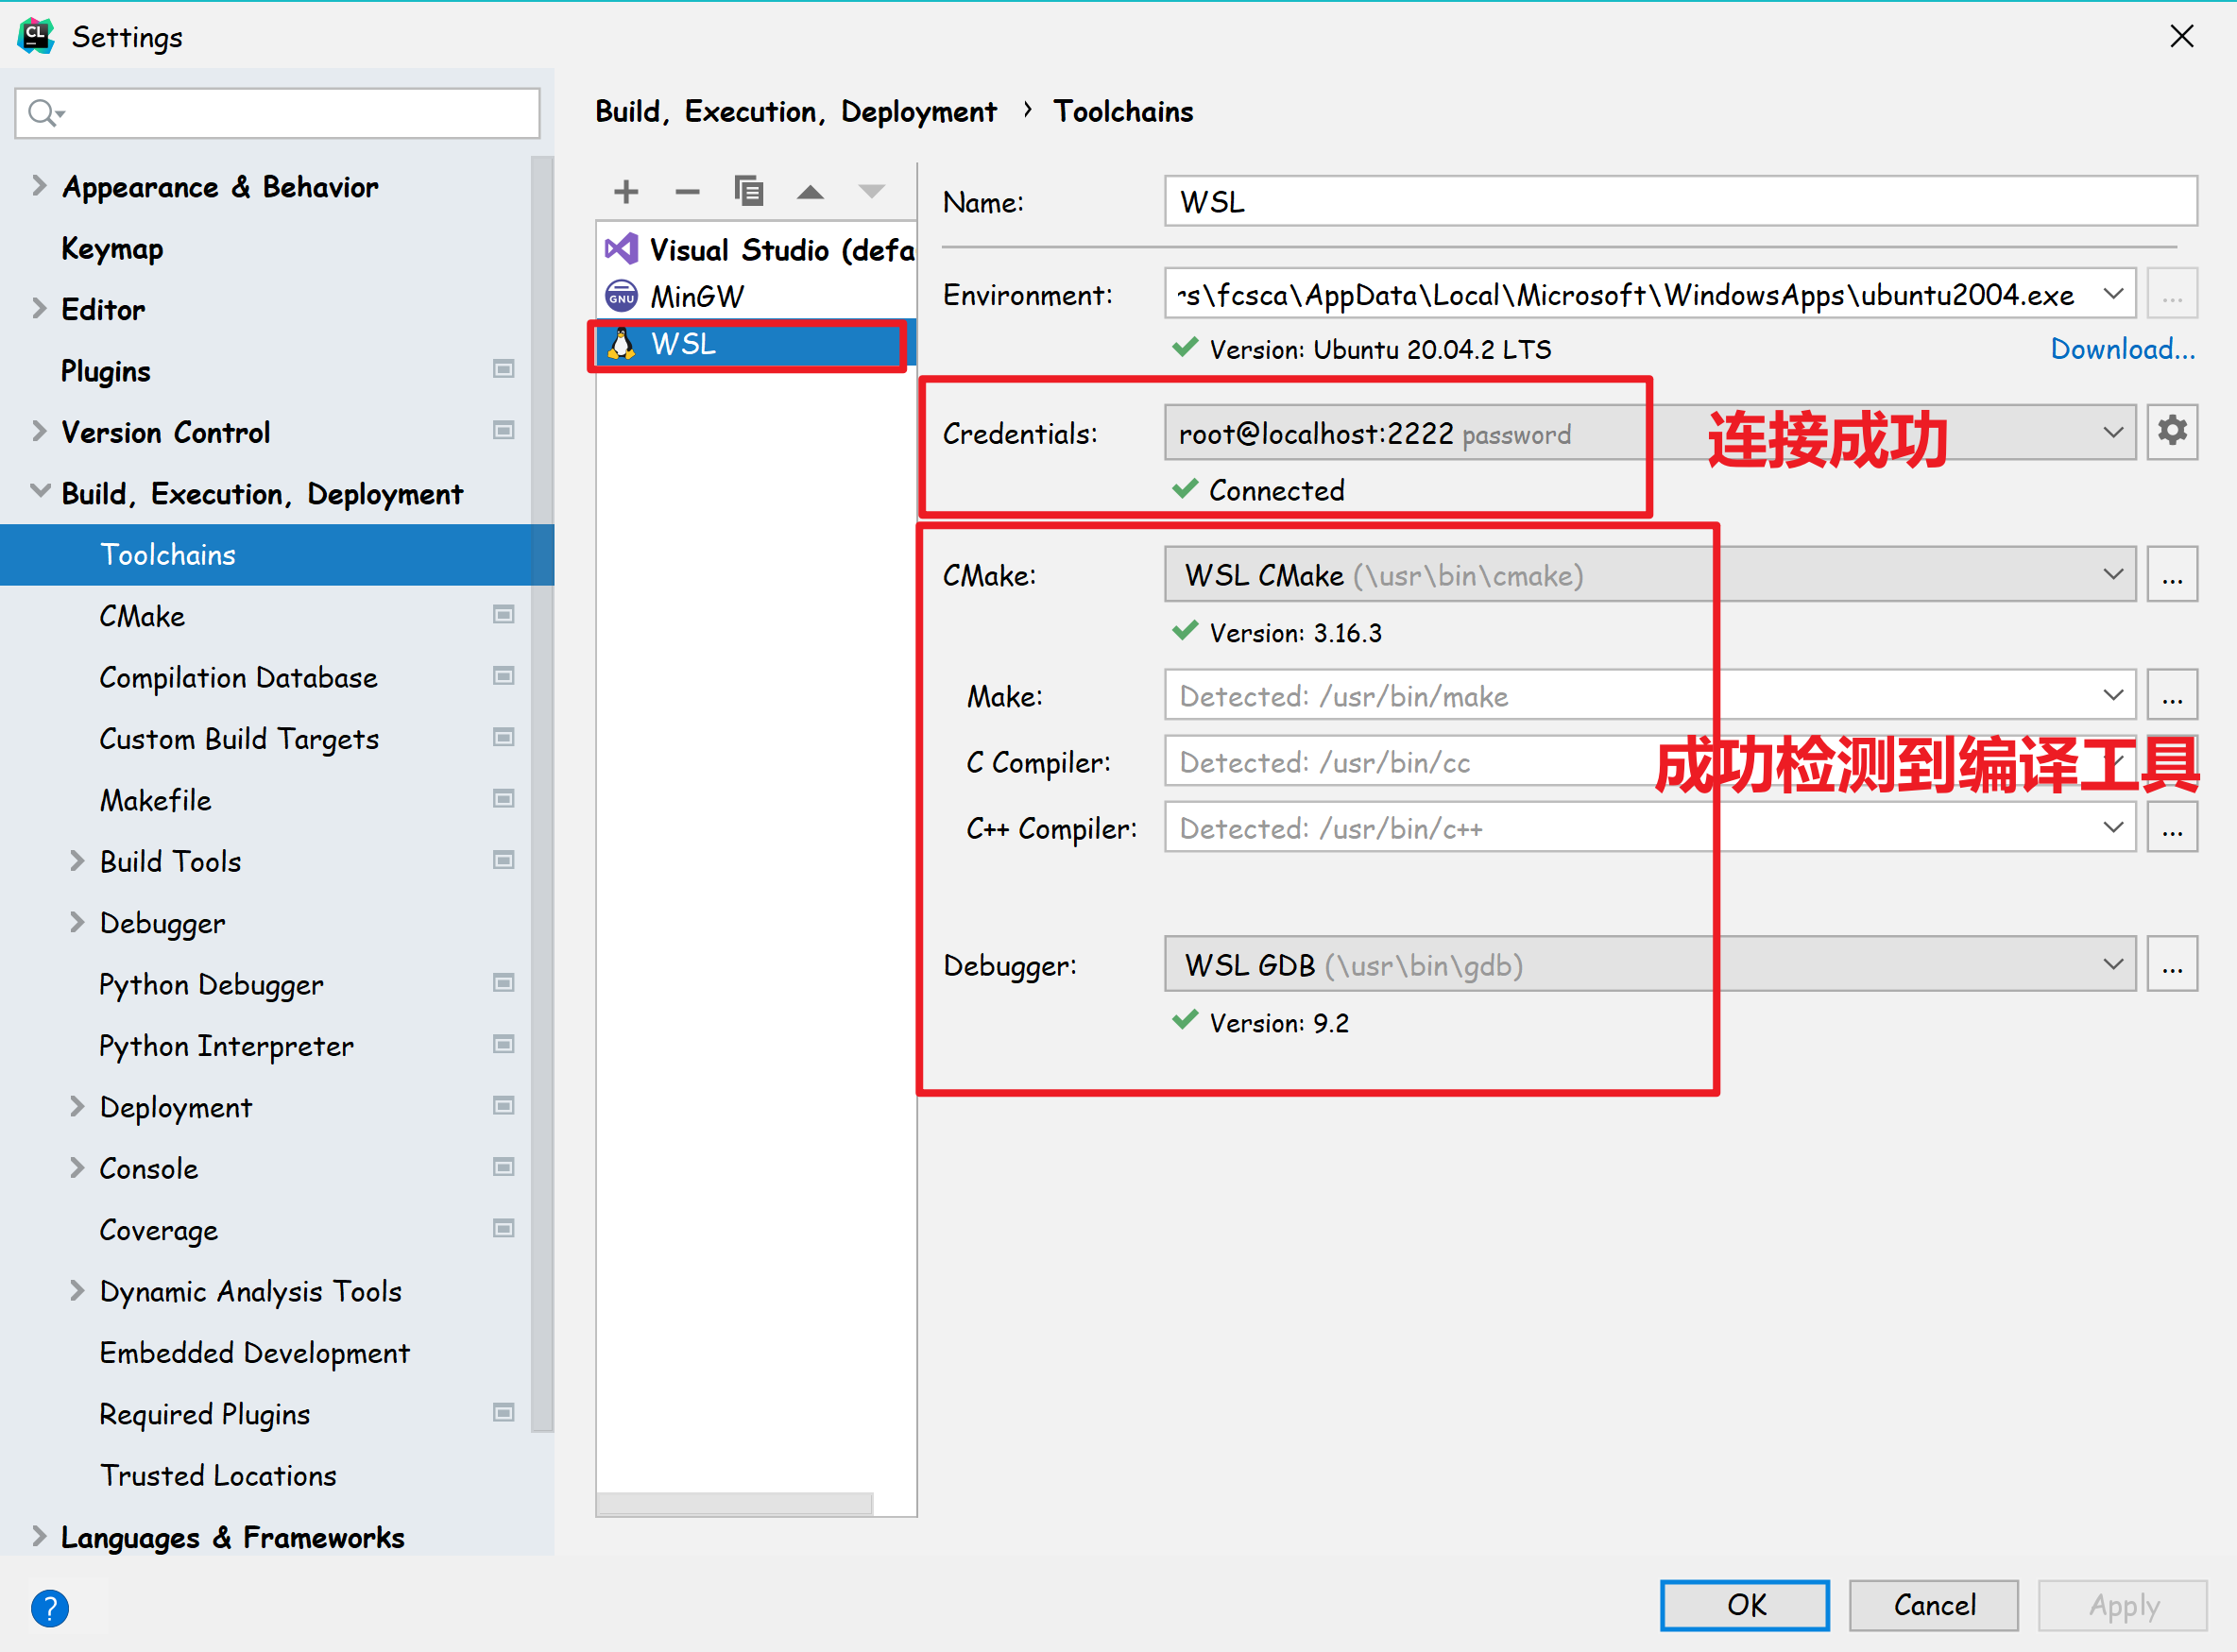 CL
Settings
Appearance & Behavior
Keymap
Editor
Plugins
Version Control
Build, Execution, Deployment
Toolchains
CMake
Compilation Database
Custom Build Targets
Makefile
Build Tools
Debugger
Python Debugger
Python Interpreter
Deployment
Console
Coverage
Dynamic Analysis Tools
Embedded Development
Required Plugins
Trusted Locations
Languages & Frameworks
Build, Execution, Deployment › Toolchains
Visual Studio (defa
GNU MinGW
WSL
Name: WSL
Environment: rs\fcsca\AppData\Local\Microsoft\WindowsApps\ubuntu2004.exe ...
Version: Ubuntu 20.04.2 LTS Download...
Credentials: root@localhost:2222 password 连接成功
Connected
CMake: WSL CMake (\usr\bin\cmake) ...
Version: 3.16.3
Make: Detected: /usr/bin/make ...
C Compiler: Detected: /usr/bin/cc 成功检测到编译工具
C++ Compiler: Detected: /usr/bin/c++ ...
Debugger: WSL GDB (\usr\bin\gdb) ...
Version: 9.2
? OK Cancel Apply